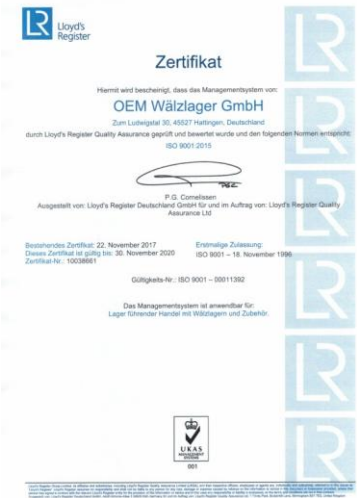 LR
Lloyd's
Register
Zertifikat
Hiermit wird bescheinigt, dass das Managementsystem von:
OEM Wälzlager GmbH
Zum Ludwigstal 30, 45527 Hattingen, Deutschland
durch Lloyd's Register Quality Assurance geprüft und bewertet wurde und den folgenden Normen entspricht:
ISO 9001:2015
P.G. Cornelissen
Ausgestellt von: Lloyd's Register Deutschland GmbH für und im Auftrag von: Lloyd's Register Quality
Assurance Ltd
Bestehendes Zertifikat: 22. November 2017
Dieses Zertifikat ist gültig bis: 30. November 2020
Zertifikat-Nr.: 10038661
Erstmalige Zulassung:
ISO 9001 – 18. November 1996
Gültigkeits-Nr.: ISO 9001 – 00011392
Das Managementsystem ist anwendbar für:
Lager führender Handel mit Wälzlagern und Zubehör.
UKAS
MANAGEMENT
SYSTEMS
001